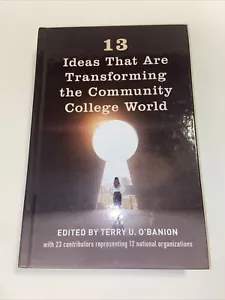 13
Ideas That Are
Transforming
the Community
College World
EDITED BY TERRY U. O'BANION
with 23 contributors representing 12 national organizations